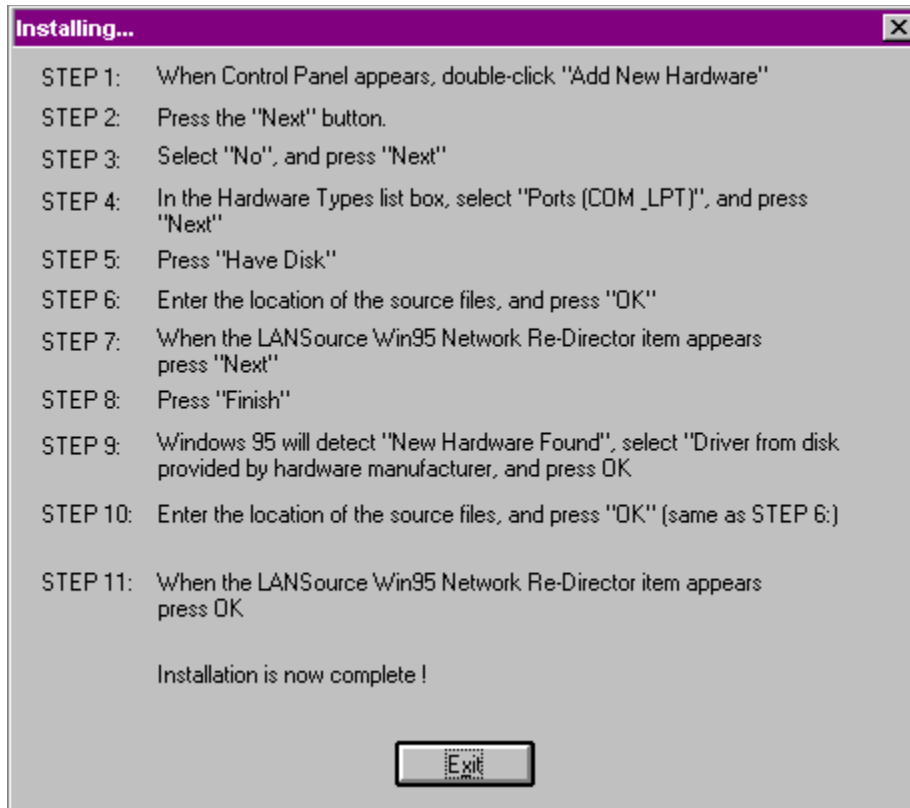 Installing...
STEP 1: When Control Panel appears, double-click "Add New Hardware"
STEP 2: Press the "Next" button.
STEP 3: Select "No", and press "Next"
STEP 4: In the Hardware Types list box, select "Ports (COM _LPT)", and press
"Next"
STEP 5: Press "Have Disk"
STEP 6: Enter the location of the source files, and press "OK"
STEP 7: When the LANSource Win95 Network Re-Director item appears
press "Next"
STEP 8: Press "Finish"
STEP 9: Windows 95 will detect "New Hardware Found", select "Driver from disk
provided by hardware manufacturer, and press OK
STEP 10: Enter the location of the source files, and press "OK" (same as STEP 6:)
STEP 11: When the LANSource Win95 Network Re-Director item appears
press OK
Installation is now complete !
Exit